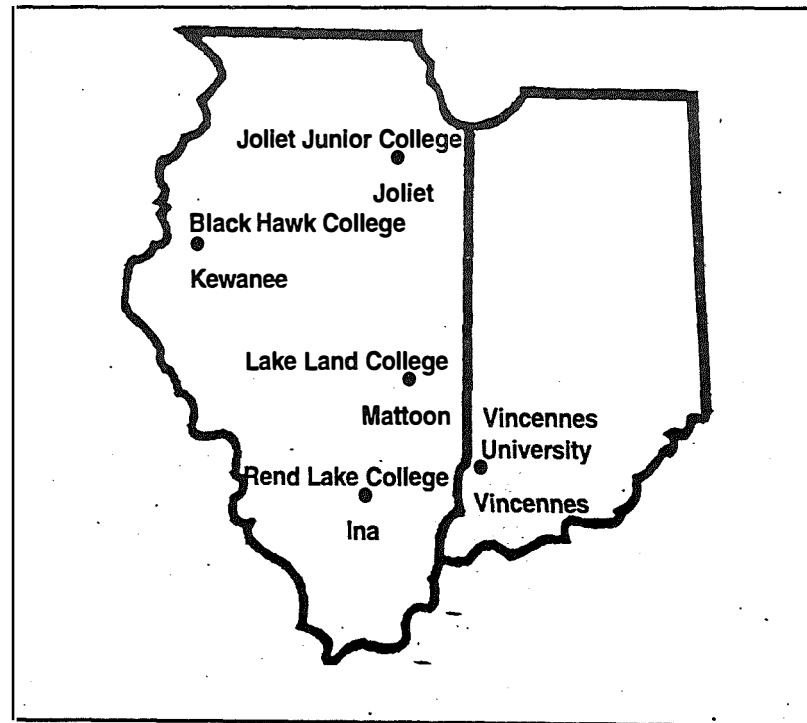 Joliet Junior College
Joliet
Black Hawk College
Kewanee
Lake Land College
Mattoon
Vincennes
University
Vincennes
Rend Lake College
Ina